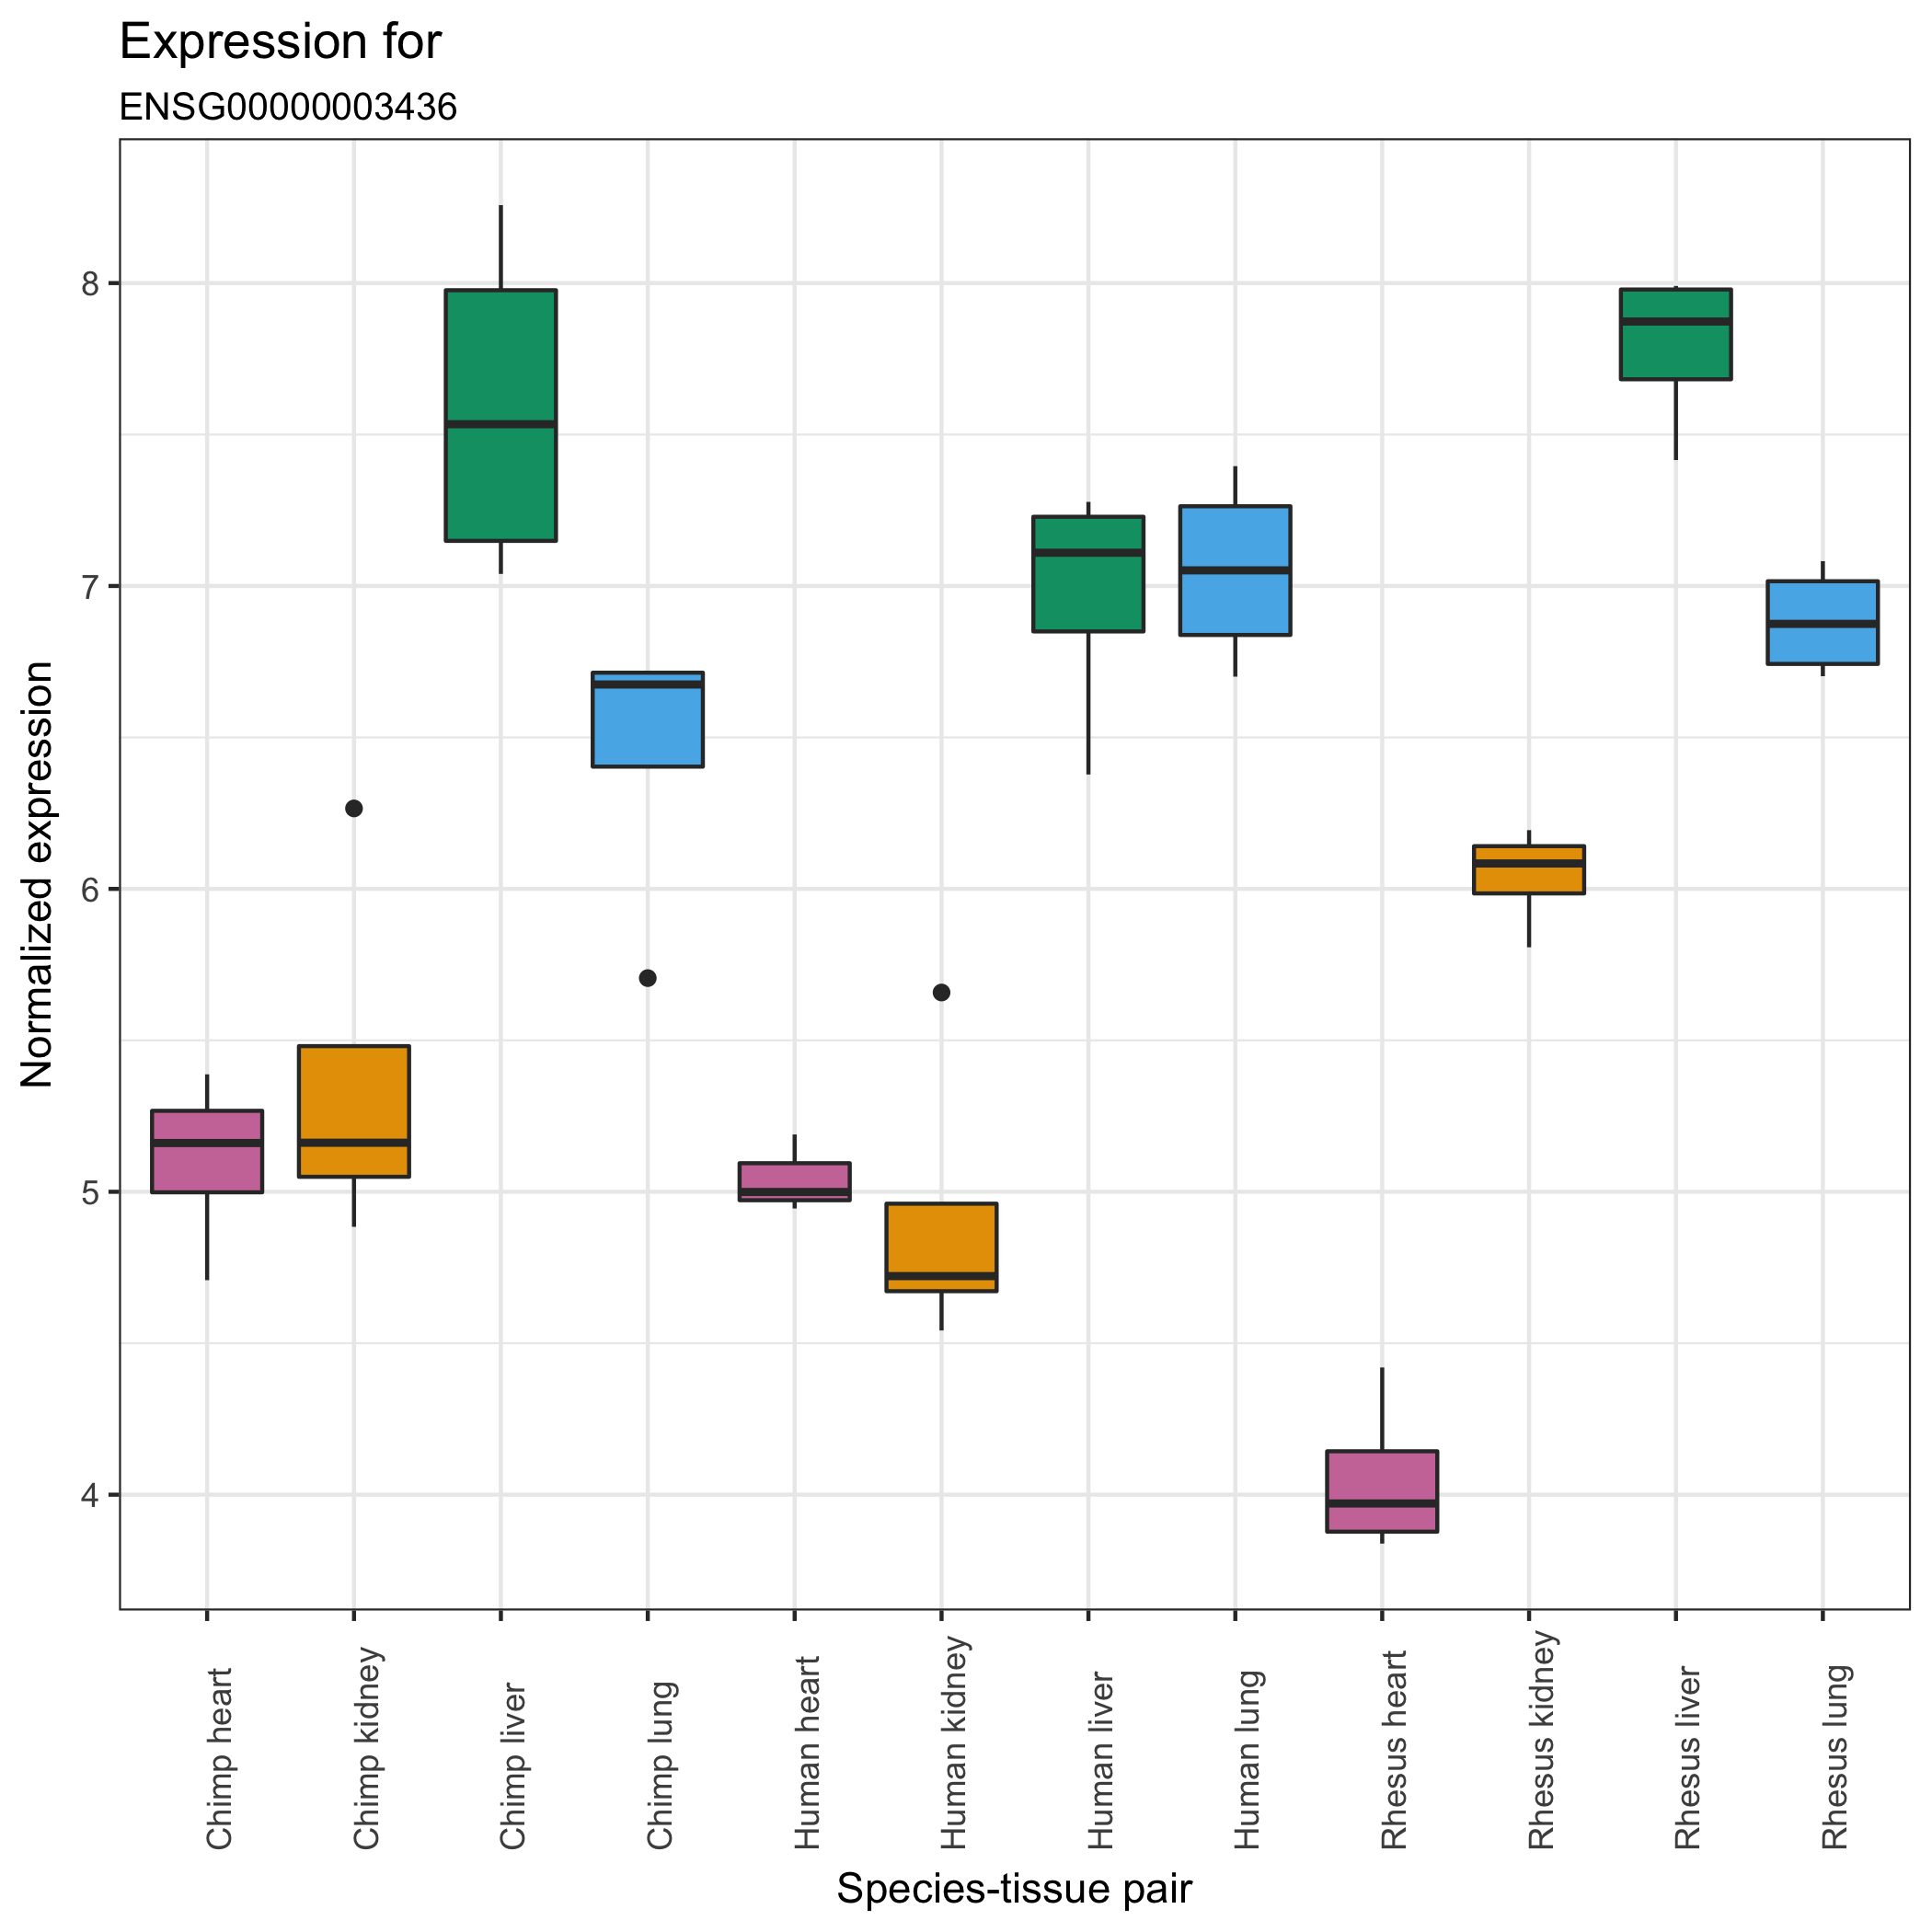 Expression for
ENSG00000003436
Normalized expression
8
7
6
5
4
Chimp heart
Chimp kidney
Chimp liver
Chimp lung
Human heart
Human kidney
Human liver
Human lung
Rhesus heart
Rhesus kidney
Rhesus liver
Rhesus lung
Species-tissue pair